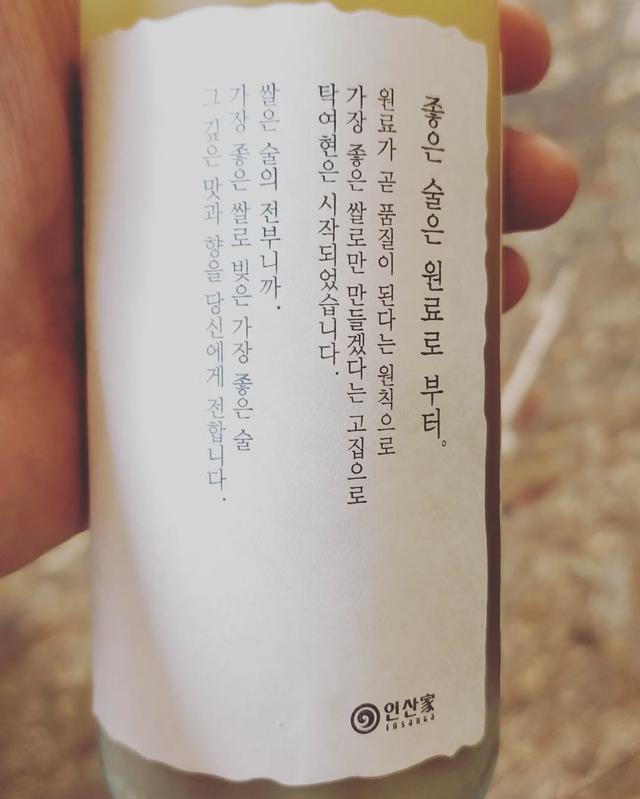 좋은 술은 원료로 부터。
원료가 곧 품질이 된다는 원칙으로
가장 좋은 쌀로만 만들겠다는 고집으로
탁여현은 시작되었습니다.
쌀은 술의 전부니까.
가장 좋은 쌀로 빚은 가장 좋은 술
그 깊은 맛과 향을 당신에게 전합니다.
인산家
INSANGA